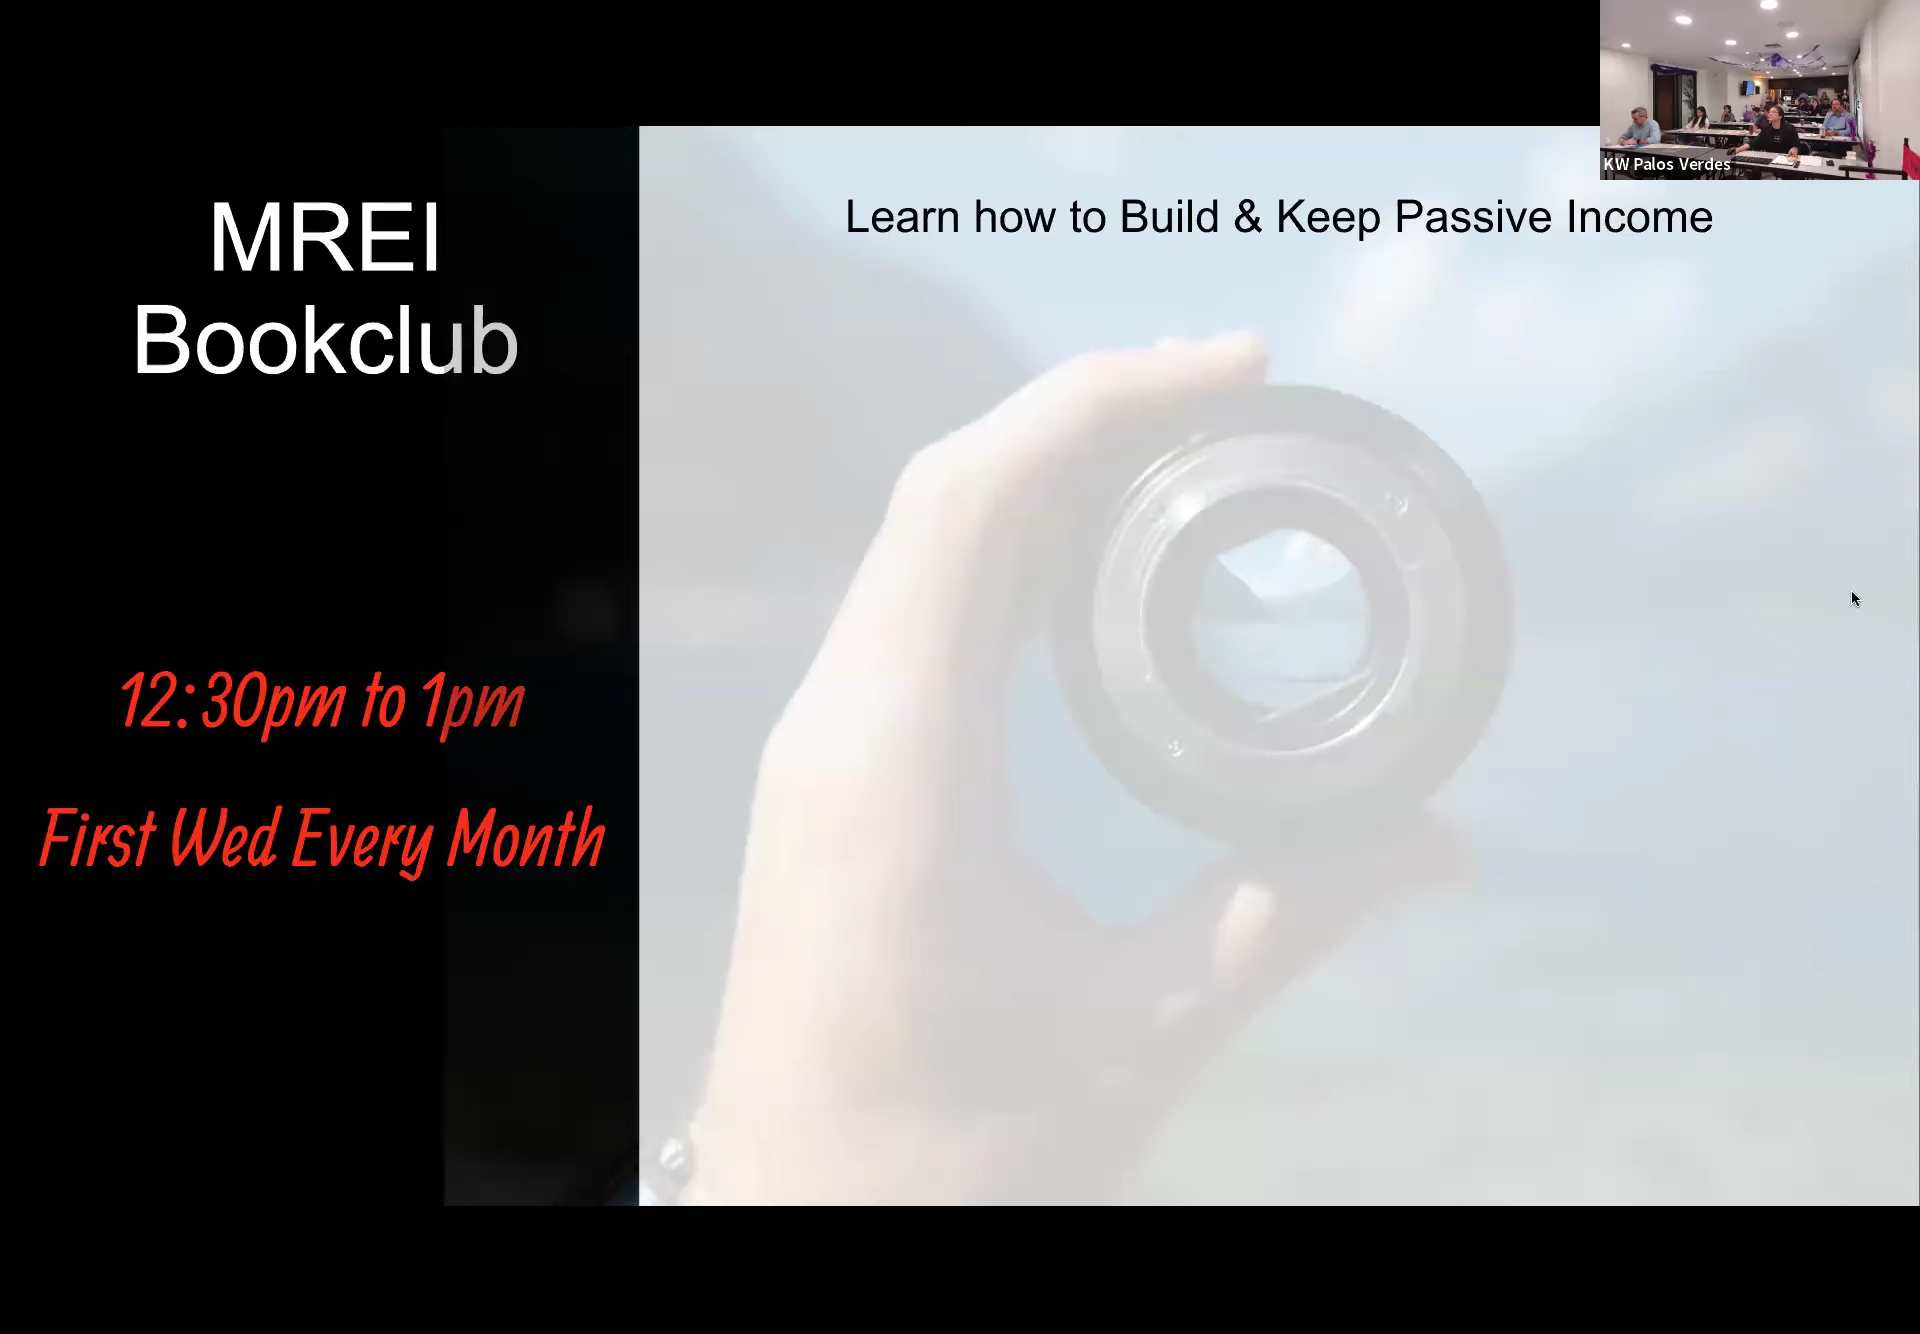 MREI
Bookclub
12:30pm to 1pm
First Wed Every Month
Learn how to Build & Keep Passive Income
KW Palos Verdes